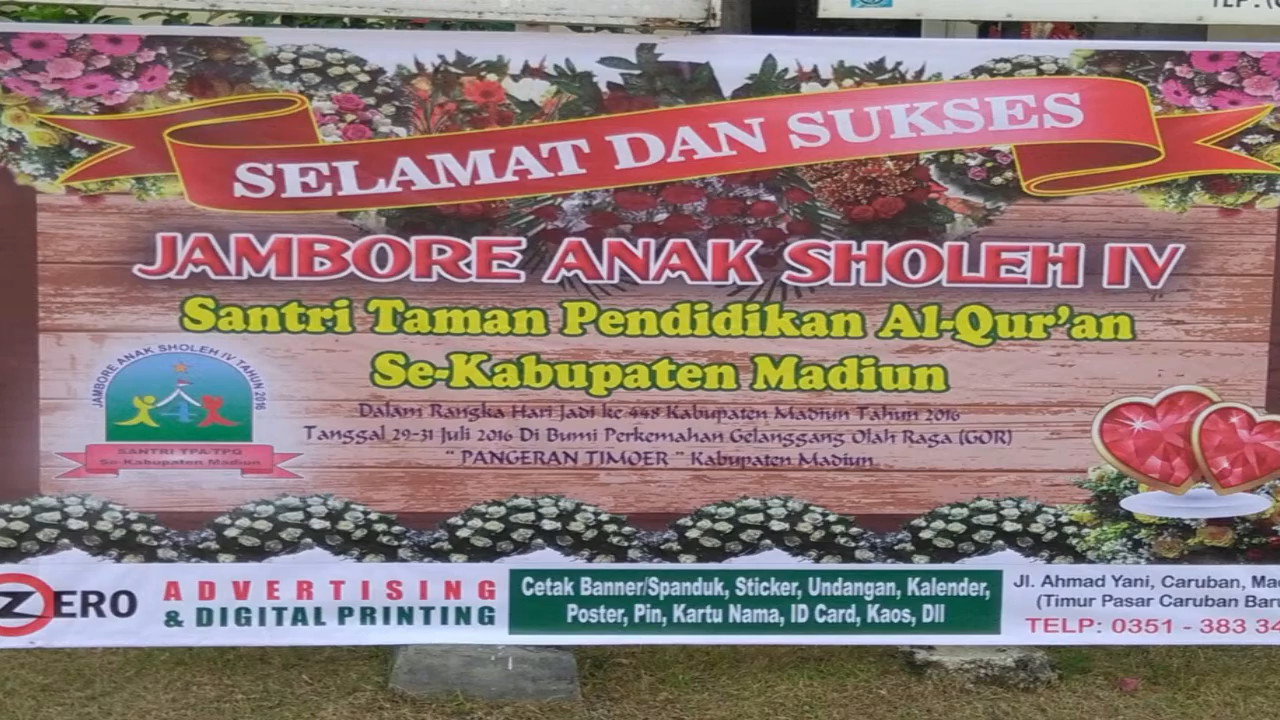 SELAMAT DAN SUKSES
JAMBORE ANAK SHOLEH IV
Santri Taman Pendidikan Al-Qur'an
Se-Kabupaten Madiun
Dalam Rangka Hari Jadi ke 448 Kabupaten Madiun Tahun 2016
Tanggal 29-31 Juli 2016 Di Bumi Perkemahan Gelanggang Olah Raga (GOR)
" PANGERAN TIMOER " Kabupaten Madiun
JAMBORE ANAK SHOLEH IV TAHUN 2016
4
SANTRI TPA/TPQ
Se-Kabupaten Madiun
ZERO
ADVERTISING
& DIGITAL PRINTING
Cetak Banner/Spanduk, Sticker, Undangan, Kalender,
Poster, Pin, Kartu Nama, ID Card, Kaos, Dll
Jl. Ahmad Yani, Caruban, Ma
(Timur Pasar Caruban Bar
TELP: 0351 - 383 34